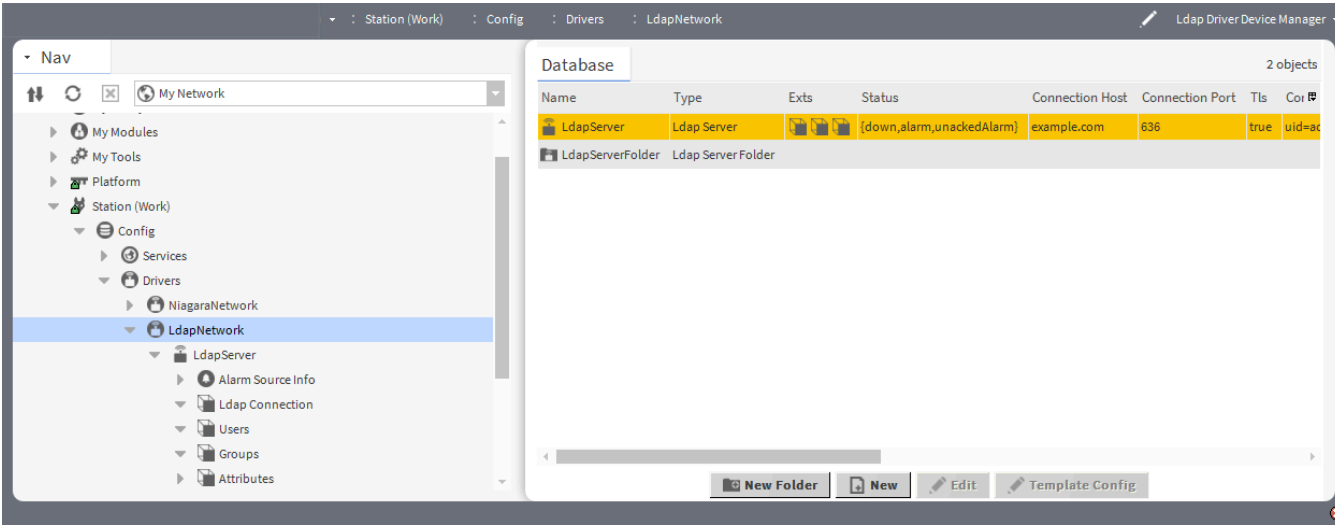 : Station (Work) : Config : Drivers : LdapNetwork Ldap Driver Device Manager
Nav
My Network
My Modules
My Tools
Platform
Station (Work)
Config
Services
Drivers
NiagaraNetwork
LdapNetwork
LdapServer
Alarm Source Info
Ldap Connection
Users
Groups
Attributes
Database 2 objects
Name Type Exts Status Connection Host Connection Port Tls Cor
LdapServer Ldap Server {down,alarm,unackedAlarm} example.com 636 true uid=ac
LdapServerFolder Ldap Server Folder
New Folder New Edit Template Config